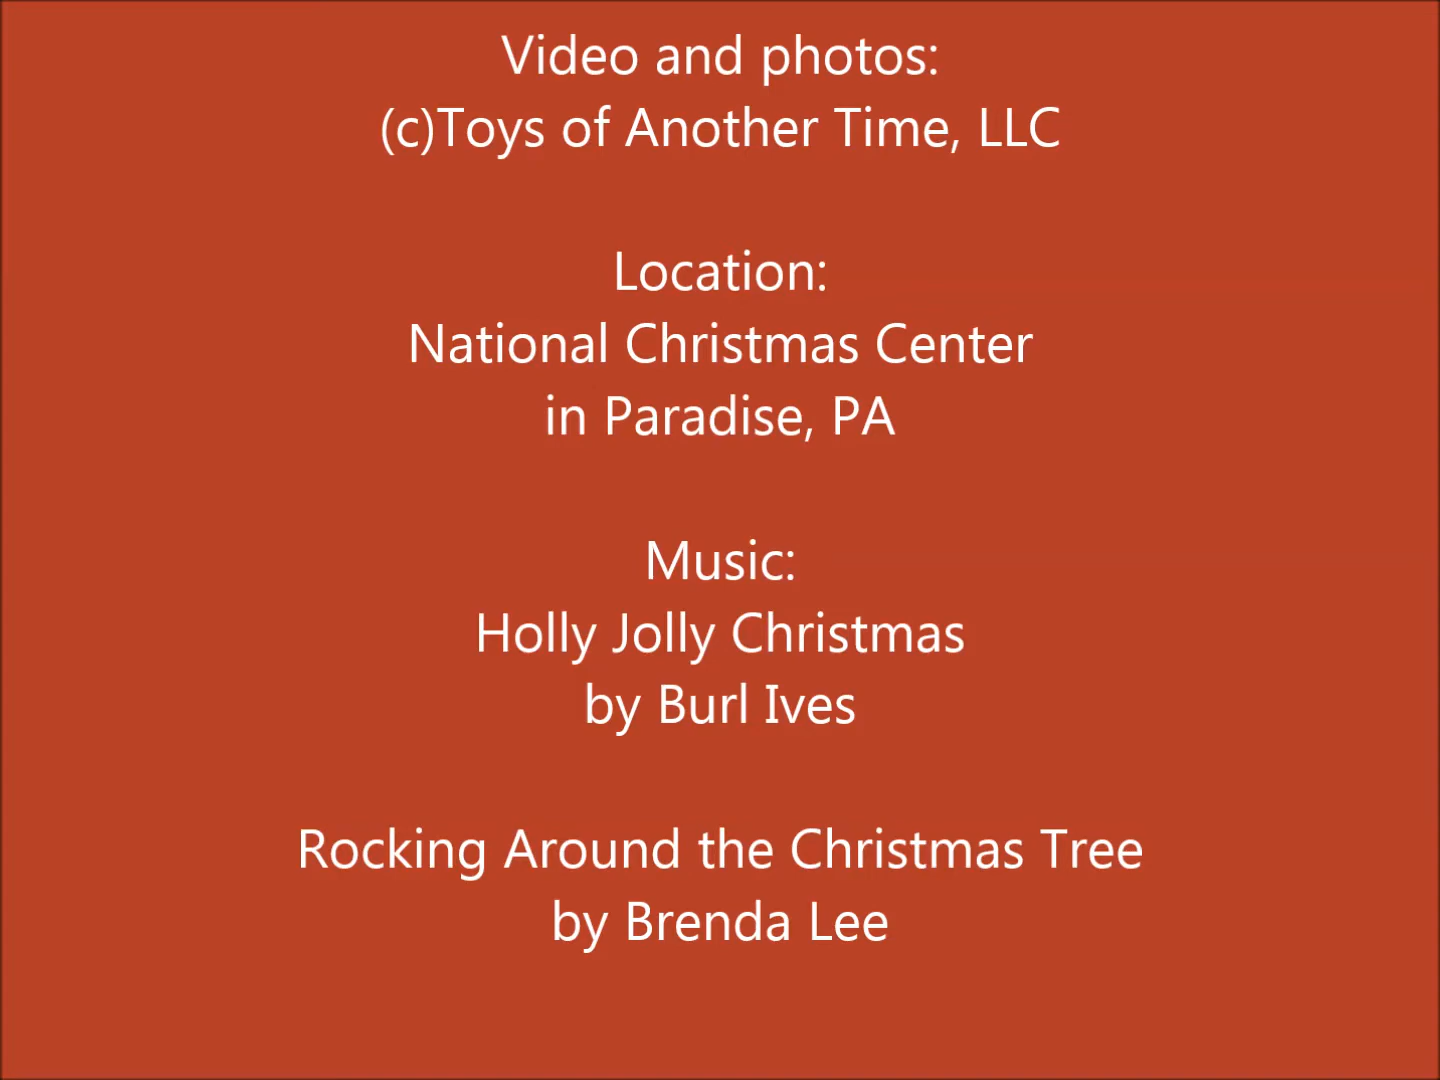 Video and photos:
(c)Toys of Another Time, LLC
Location:
National Christmas Center
in Paradise, PA
Music:
Holly Jolly Christmas
by Burl Ives
Rocking Around the Christmas Tree
by Brenda Lee